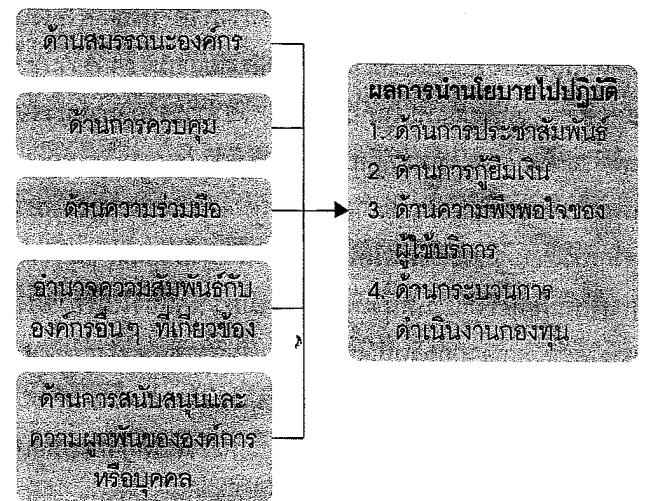 ด้านสมรรถนะองค์กร
ด้านการควบคุม
ด้านความร่วมมือ
อำนาจความสัมพันธ์กับ
องค์กรอื่นๆ ที่เกี่ยวข้อง
ด้านการสนับสนุนและ
ความผูกพันขององค์การ
หรือบุคคล
ผลการนำนโยบายไปปฏิบัติ
1. ด้านการประชาสัมพันธ์
2. ด้านการกู้ยืมเงิน
3. ด้านความพึงพอใจของ
ผู้ใช้บริการ
4. ด้านกระบวนการ
ดำเนินงานกองทุน